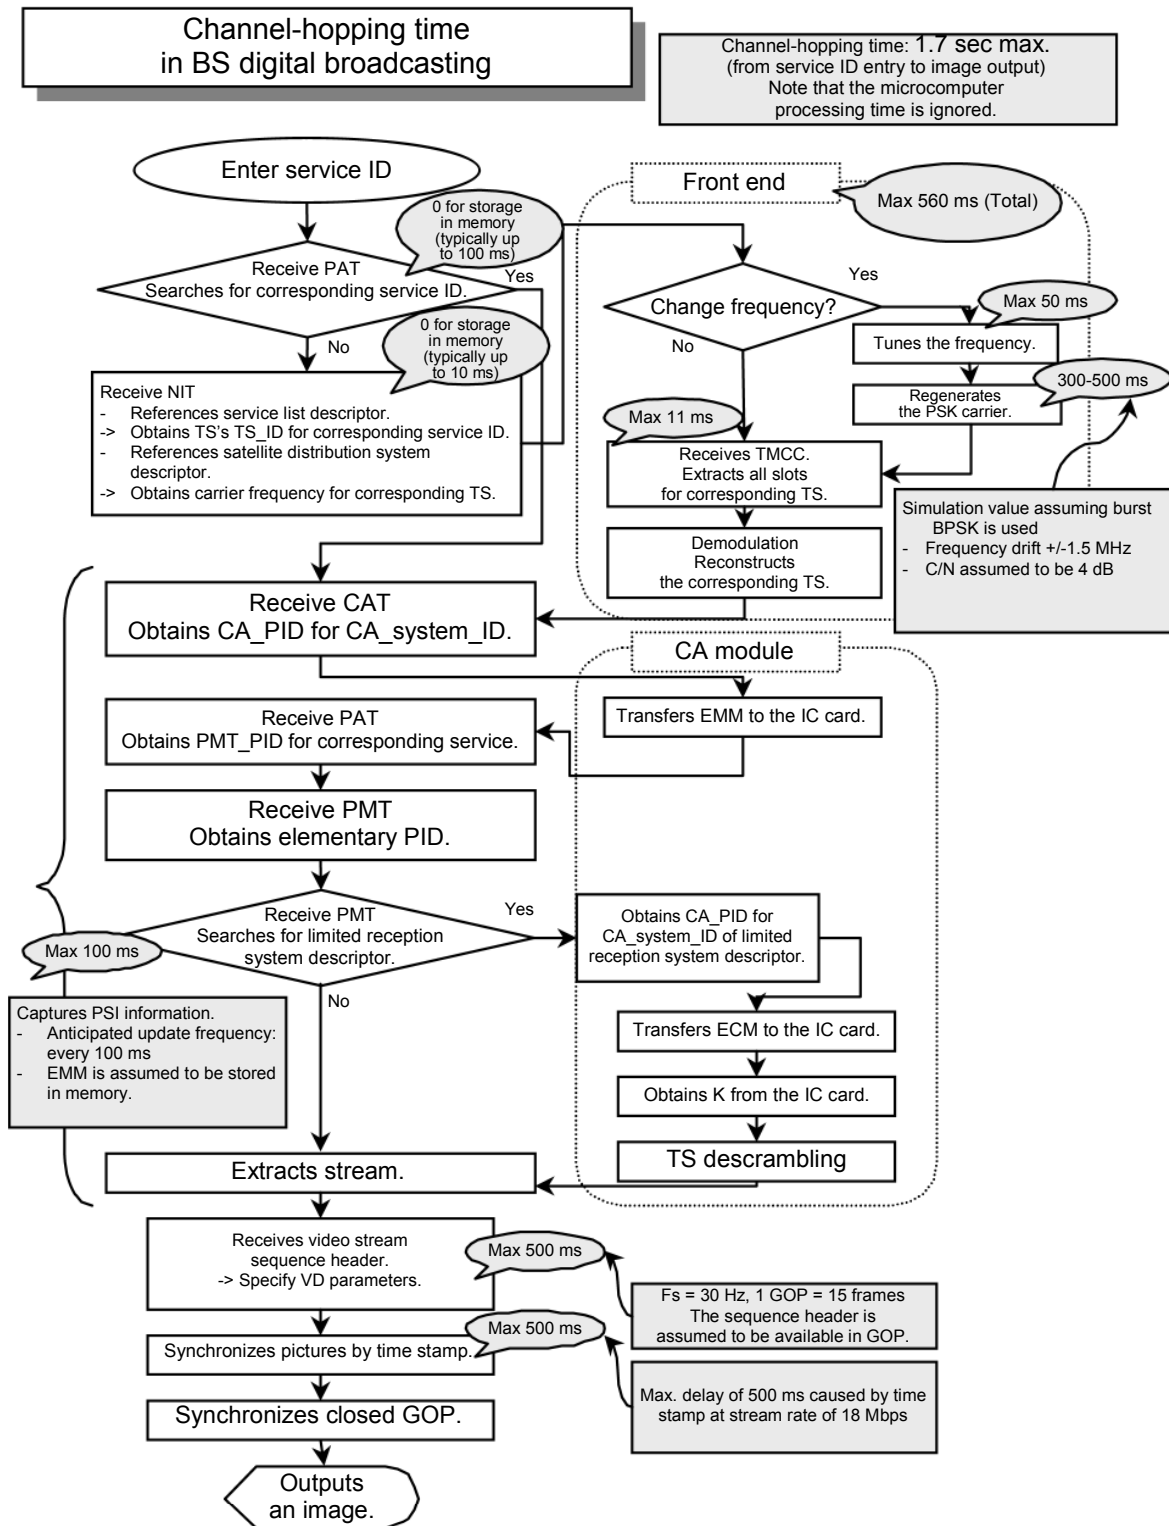 Channel-hopping time
in BS digital broadcasting
Channel-hopping time: 1.7 sec max.
(from service ID entry to image output)
Note that the microcomputer
processing time is ignored.
Enter service ID
0 for storage
in memory
(typically up
to 100 ms)
Receive PAT
Searches for corresponding service ID.
Yes
No
0 for storage
in memory
(typically up
to 10 ms)
Receive NIT
- References service list descriptor.
-> Obtains TS's TS_ID for corresponding service ID.
- References satellite distribution system
descriptor.
-> Obtains carrier frequency for corresponding TS.
Front end
Max 560 ms (Total)
Change frequency?
Yes
No
Max 50 ms
Tunes the frequency.
300-500 ms
Regenerates
the PSK carrier.
Max 11 ms
Receives TMCC.
Extracts all slots
for corresponding TS.
Demodulation
Reconstructs
the corresponding TS.
Simulation value assuming burst
BPSK is used
- Frequency drift +/-1.5 MHz
- C/N assumed to be 4 dB
Receive CAT
Obtains CA_PID for CA_system_ID.
CA module
Transfers EMM to the IC card.
Receive PAT
Obtains PMT_PID for corresponding service.
Receive PMT
Obtains elementary PID.
Receive PMT
Searches for limited reception
system descriptor.
Yes
No
Obtains CA_PID for
CA_system_ID of limited
reception system descriptor.
Max 100 ms
Captures PSI information.
- Anticipated update frequency:
every 100 ms
- EMM is assumed to be stored
in memory.
Transfers ECM to the IC card.
Obtains K from the IC card.
TS descrambling
Extracts stream.
Receives video stream
sequence header.
-> Specify VD parameters.
Max 500 ms
Fs = 30 Hz, 1 GOP = 15 frames
The sequence header is
assumed to be available in GOP.
Max 500 ms
Synchronizes pictures by time stamp.
Max. delay of 500 ms caused by time
stamp at stream rate of 18 Mbps
Synchronizes closed GOP.
Outputs
an image.